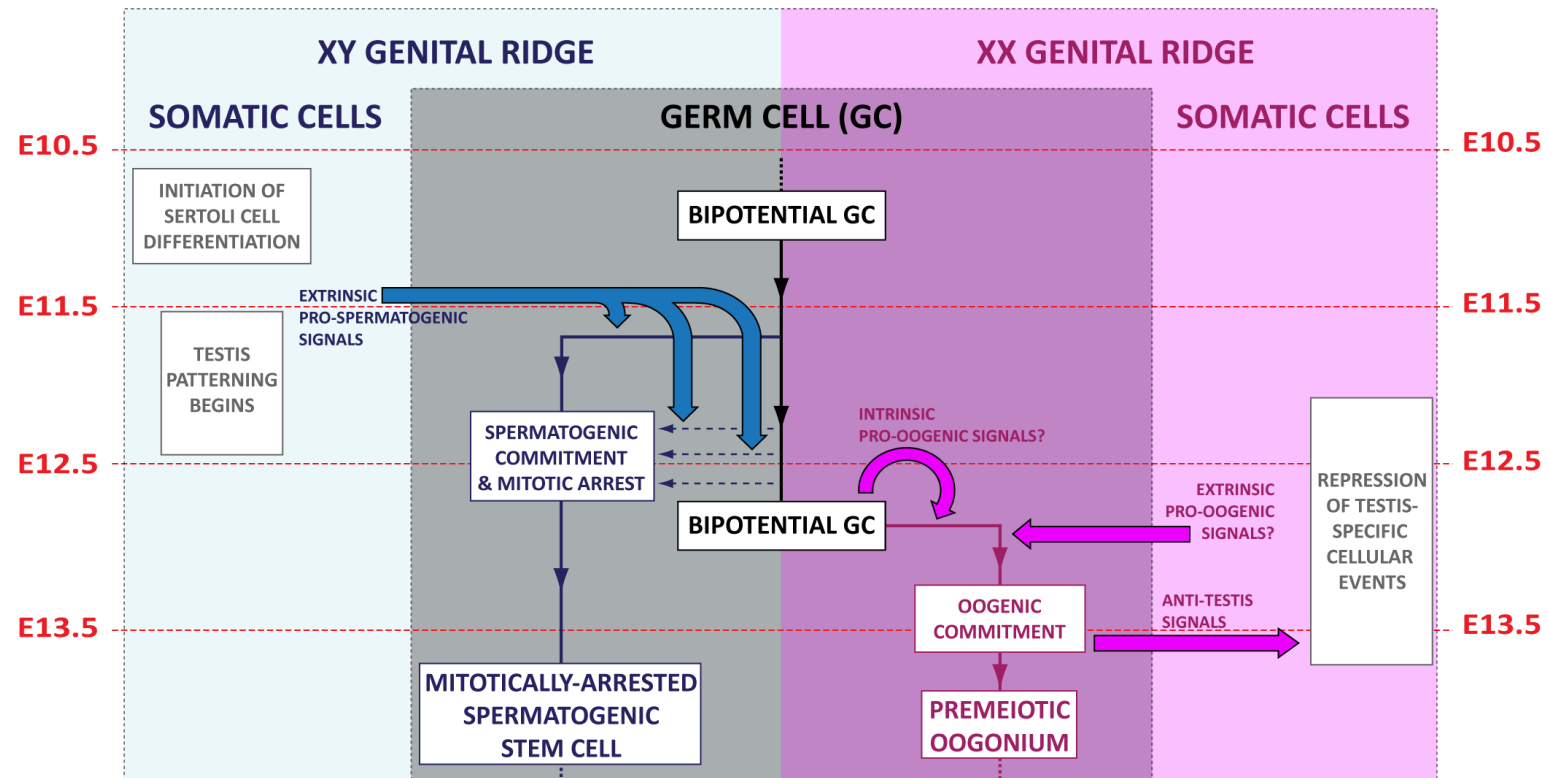 XY GENITAL RIDGE
XX GENITAL RIDGE
SOMATIC CELLS
GERM CELL (GC)
SOMATIC CELLS
E10.5
E10.5
INITIATION OF
SERTOLI CELL
DIFFERENTIATION
BIPOTENTIAL GC
E11.5
EXTRINSIC
PRO-SPERMATOGENIC
SIGNALS
E11.5
TESTIS
PATTERNING
BEGINS
SPERMATOGENIC
COMMITMENT
& MITOTIC ARREST
INTRINSIC
PRO-OOGENIC SIGNALS?
E12.5
E12.5
BIPOTENTIAL GC
EXTRINSIC
PRO-OOGENIC
SIGNALS?
REPRESSION
OF TESTIS-
SPECIFIC
CELLULAR
EVENTS
OOGENIC
COMMITMENT
ANTI-TESTIS
SIGNALS
E13.5
E13.5
MITOTICALLY-ARRESTED
SPERMATOGENIC
STEM CELL
PREMEIOTIC
OOGONIUM